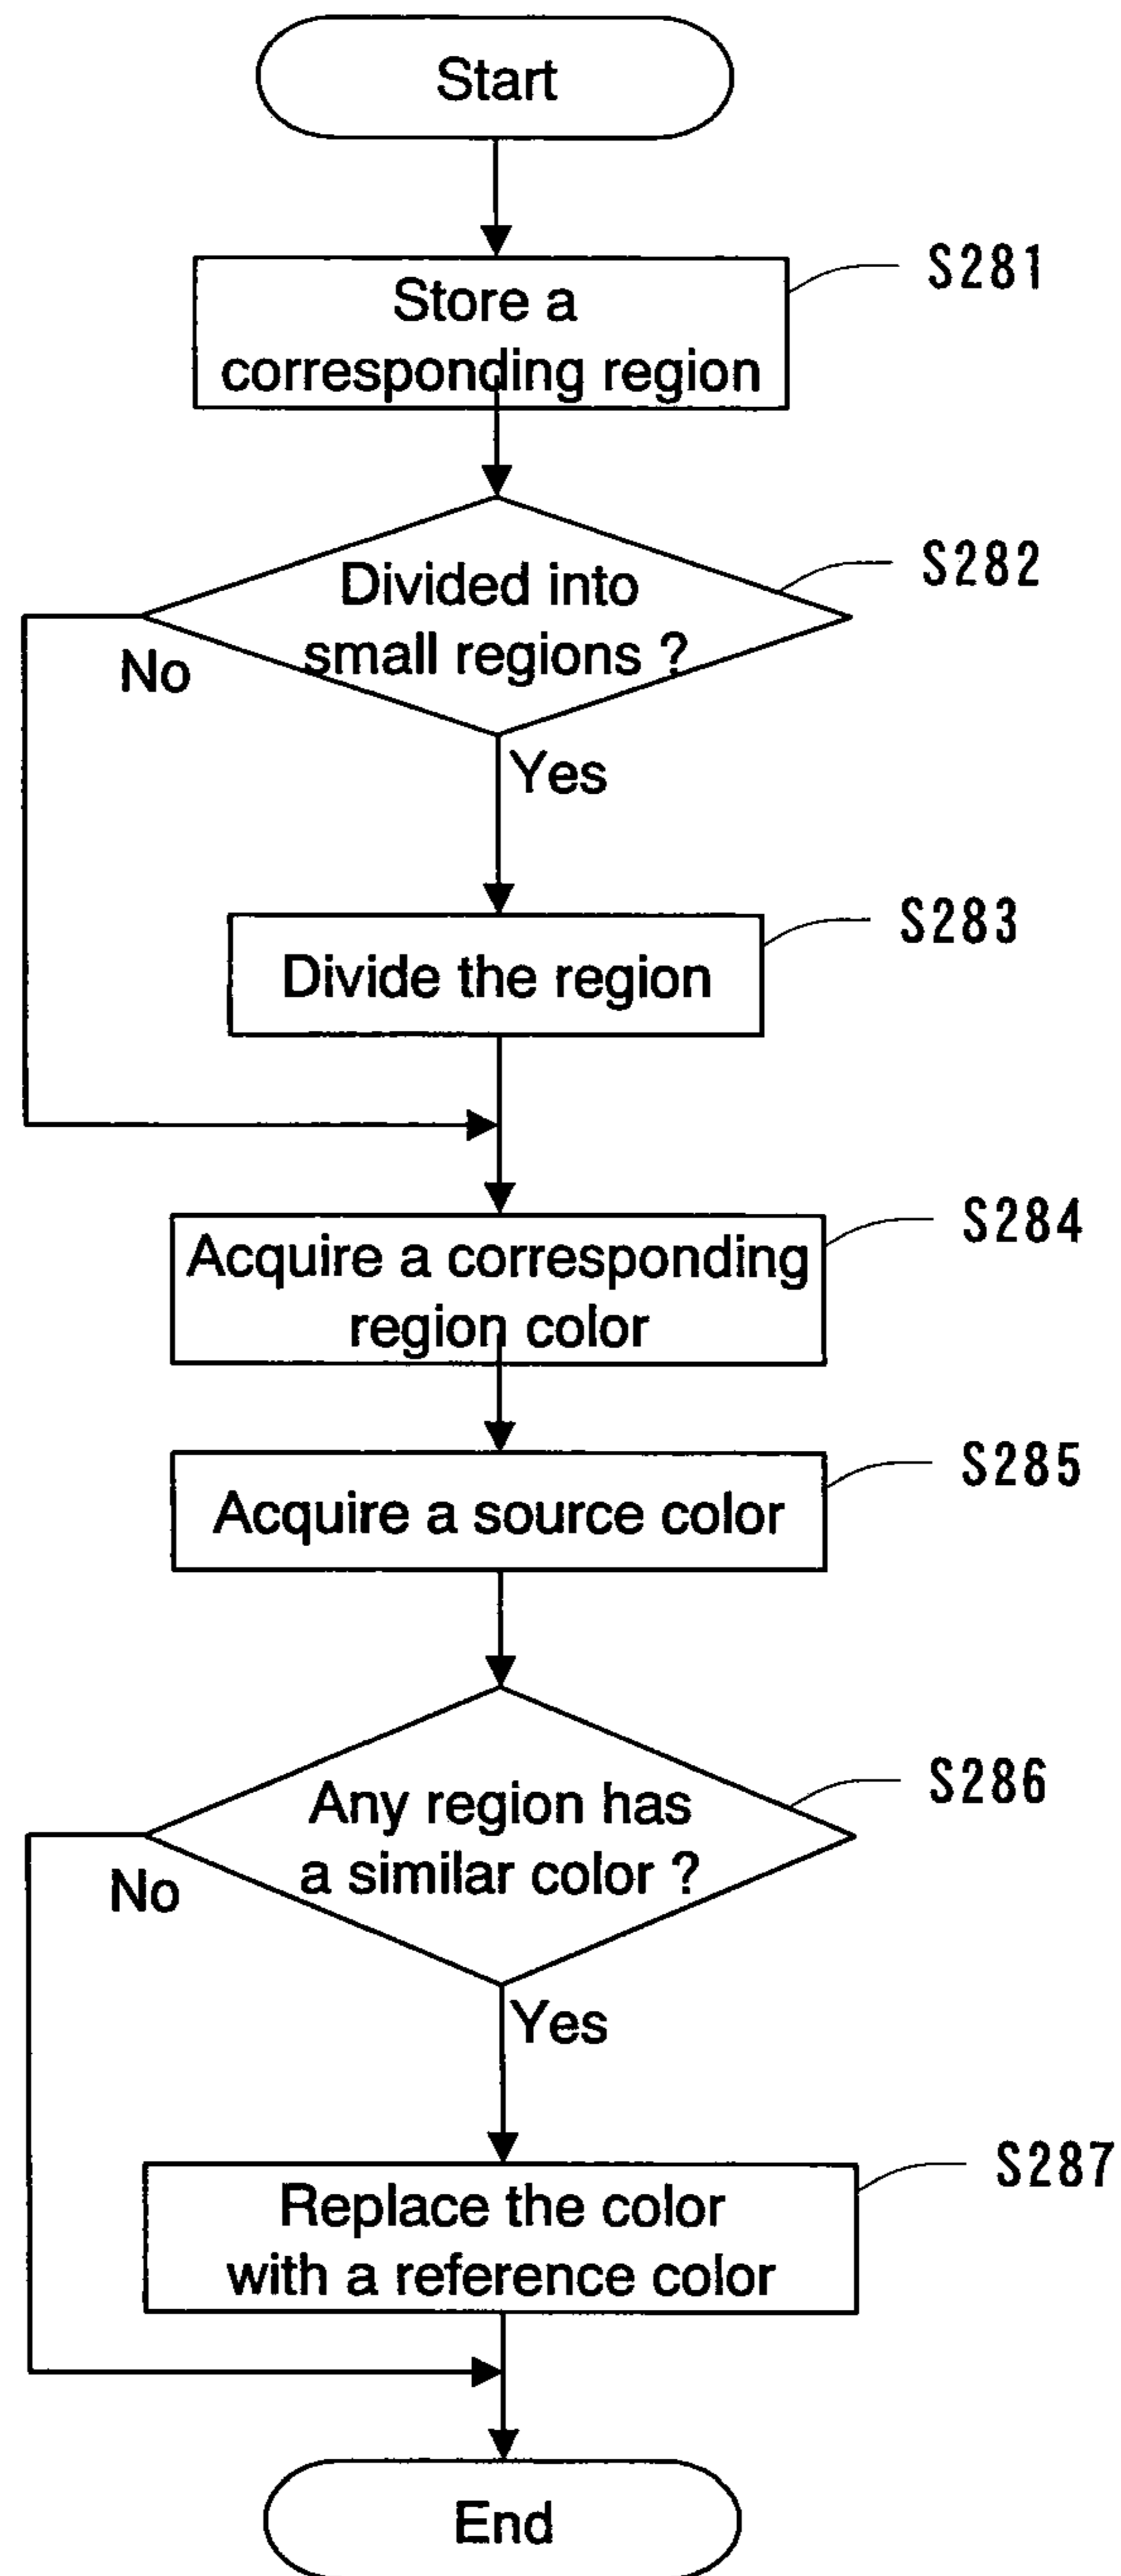 Start
S281
Store a
corresponding region
S282
Divided into
small regions ?
No
Yes
S283
Divide the region
S284
Acquire a corresponding
region color
S285
Acquire a source color
S286
Any region has
a similar color ?
No
Yes
S287
Replace the color
with a reference color
End